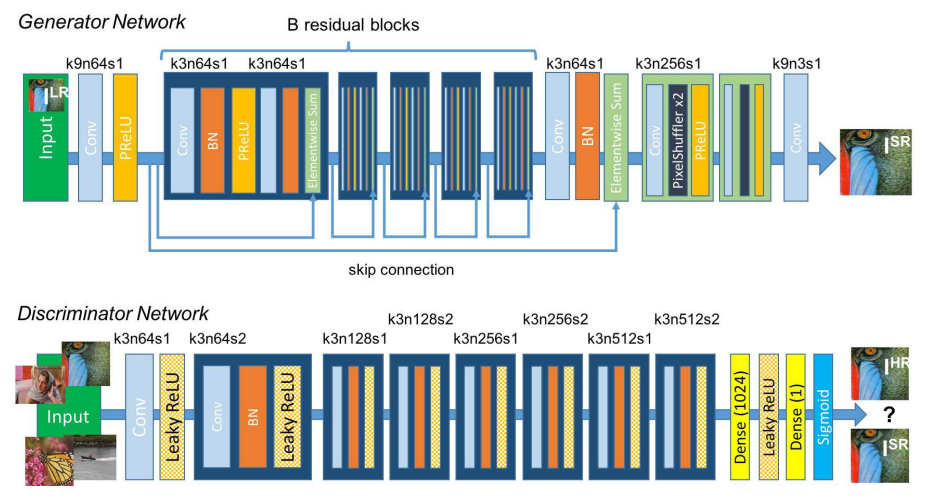 Generator Network
B residual blocks
k9n64s1
k3n64s1
k3n64s1
k3n64s1
k3n256s1
k9n3s1
I LR
Input
Conv
PReLU
Conv
BN
PReLU
Elementwise Sum
Conv
BN
Elementwise Sum
Conv
PixelShuffler x2
PReLU
Conv
I SR
skip connection
Discriminator Network
k3n64s1
k3n64s2
k3n128s1
k3n128s2
k3n256s1
k3n256s2
k3n512s1
k3n512s2
Input
Conv
Leaky ReLU
Conv
BN
Leaky ReLU
Dense (1024)
Leaky ReLU
Dense (1)
Sigmoid
I HR
?
I SR